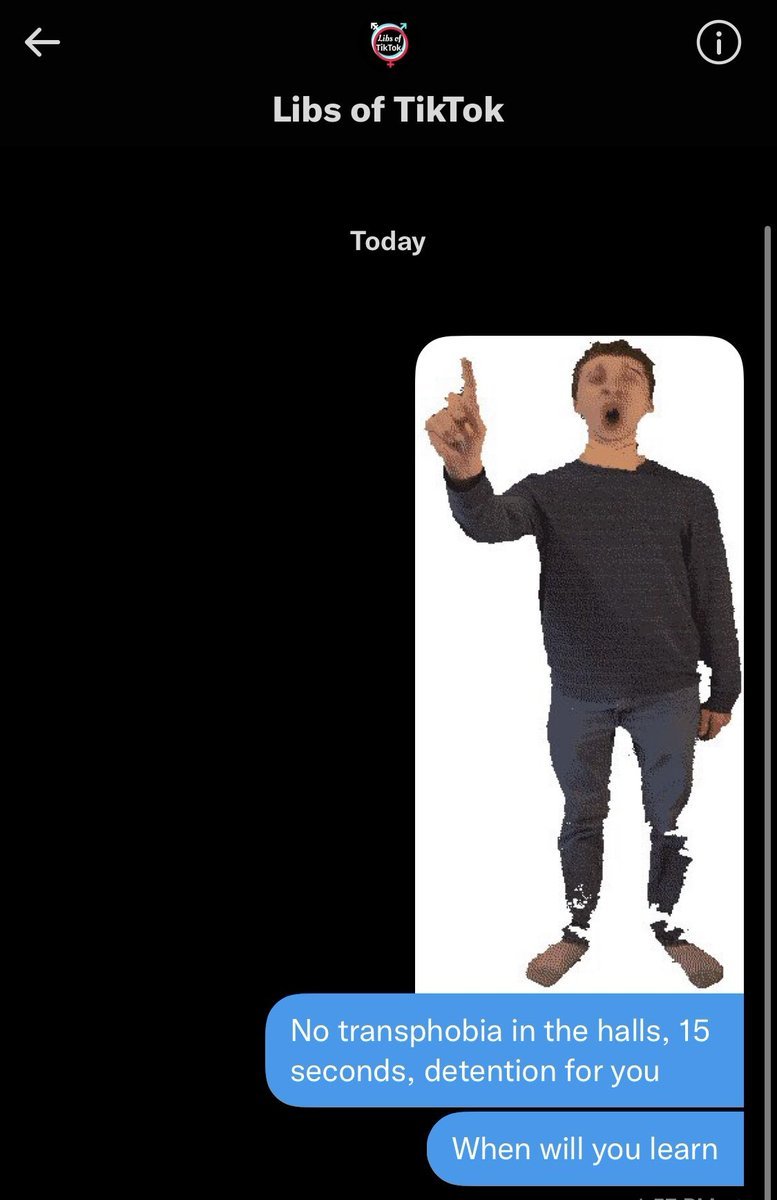 Libs of
TikTok
Libs of TikTok
Today
No transphobia in the halls, 15
seconds, detention for you
When will you learn